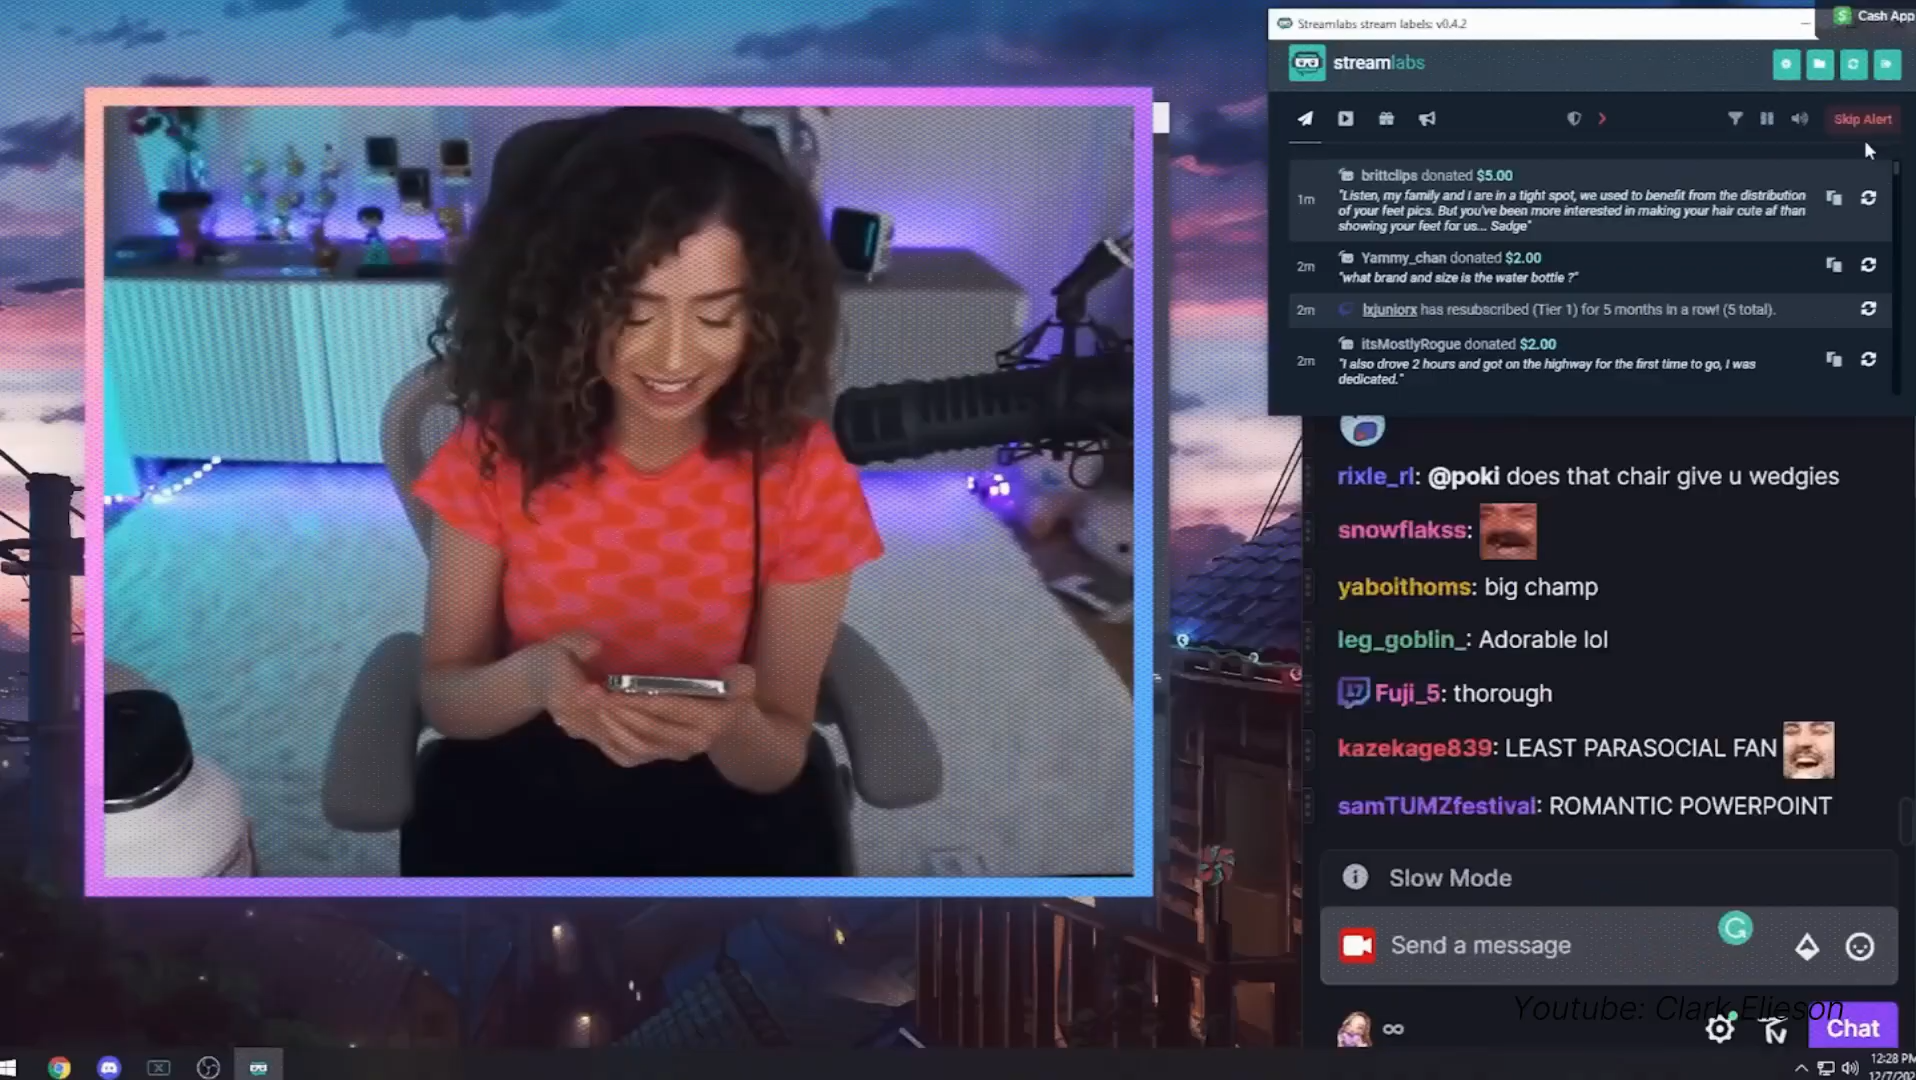 Streamlabs stream labels: v0.4.2
Cash App
streamlabs
Skip Alert
brittclips donated $5.00
1m
"Listen, my family and I are in a tight spot, we used to benefit from the distribution
of your feet pics. But you've been more interested in making your hair cute af than
showing your feet for us... Sadge"
Yammy_chan donated $2.00
2m
"what brand and size is the water bottle ?"
2m
lxjuniorx has resubscribed (Tier 1) for 5 months in a row! (5 total).
itsMostlyRogue donated $2.00
2m
"I also drove 2 hours and got on the highway for the first time to go, I was
dedicated."
rixle_rl: @poki does that chair give u wedgies
snowflakss:
yaboithoms: big champ
leg_goblin_: Adorable lol
17 Fuji_5: thorough
kazekage839: LEAST PARASOCIAL FAN
samTUMZfestival: ROMANTIC POWERPOINT
Slow Mode
Send a message
Youtube: Clark Elieson
Chat
12:28 PM